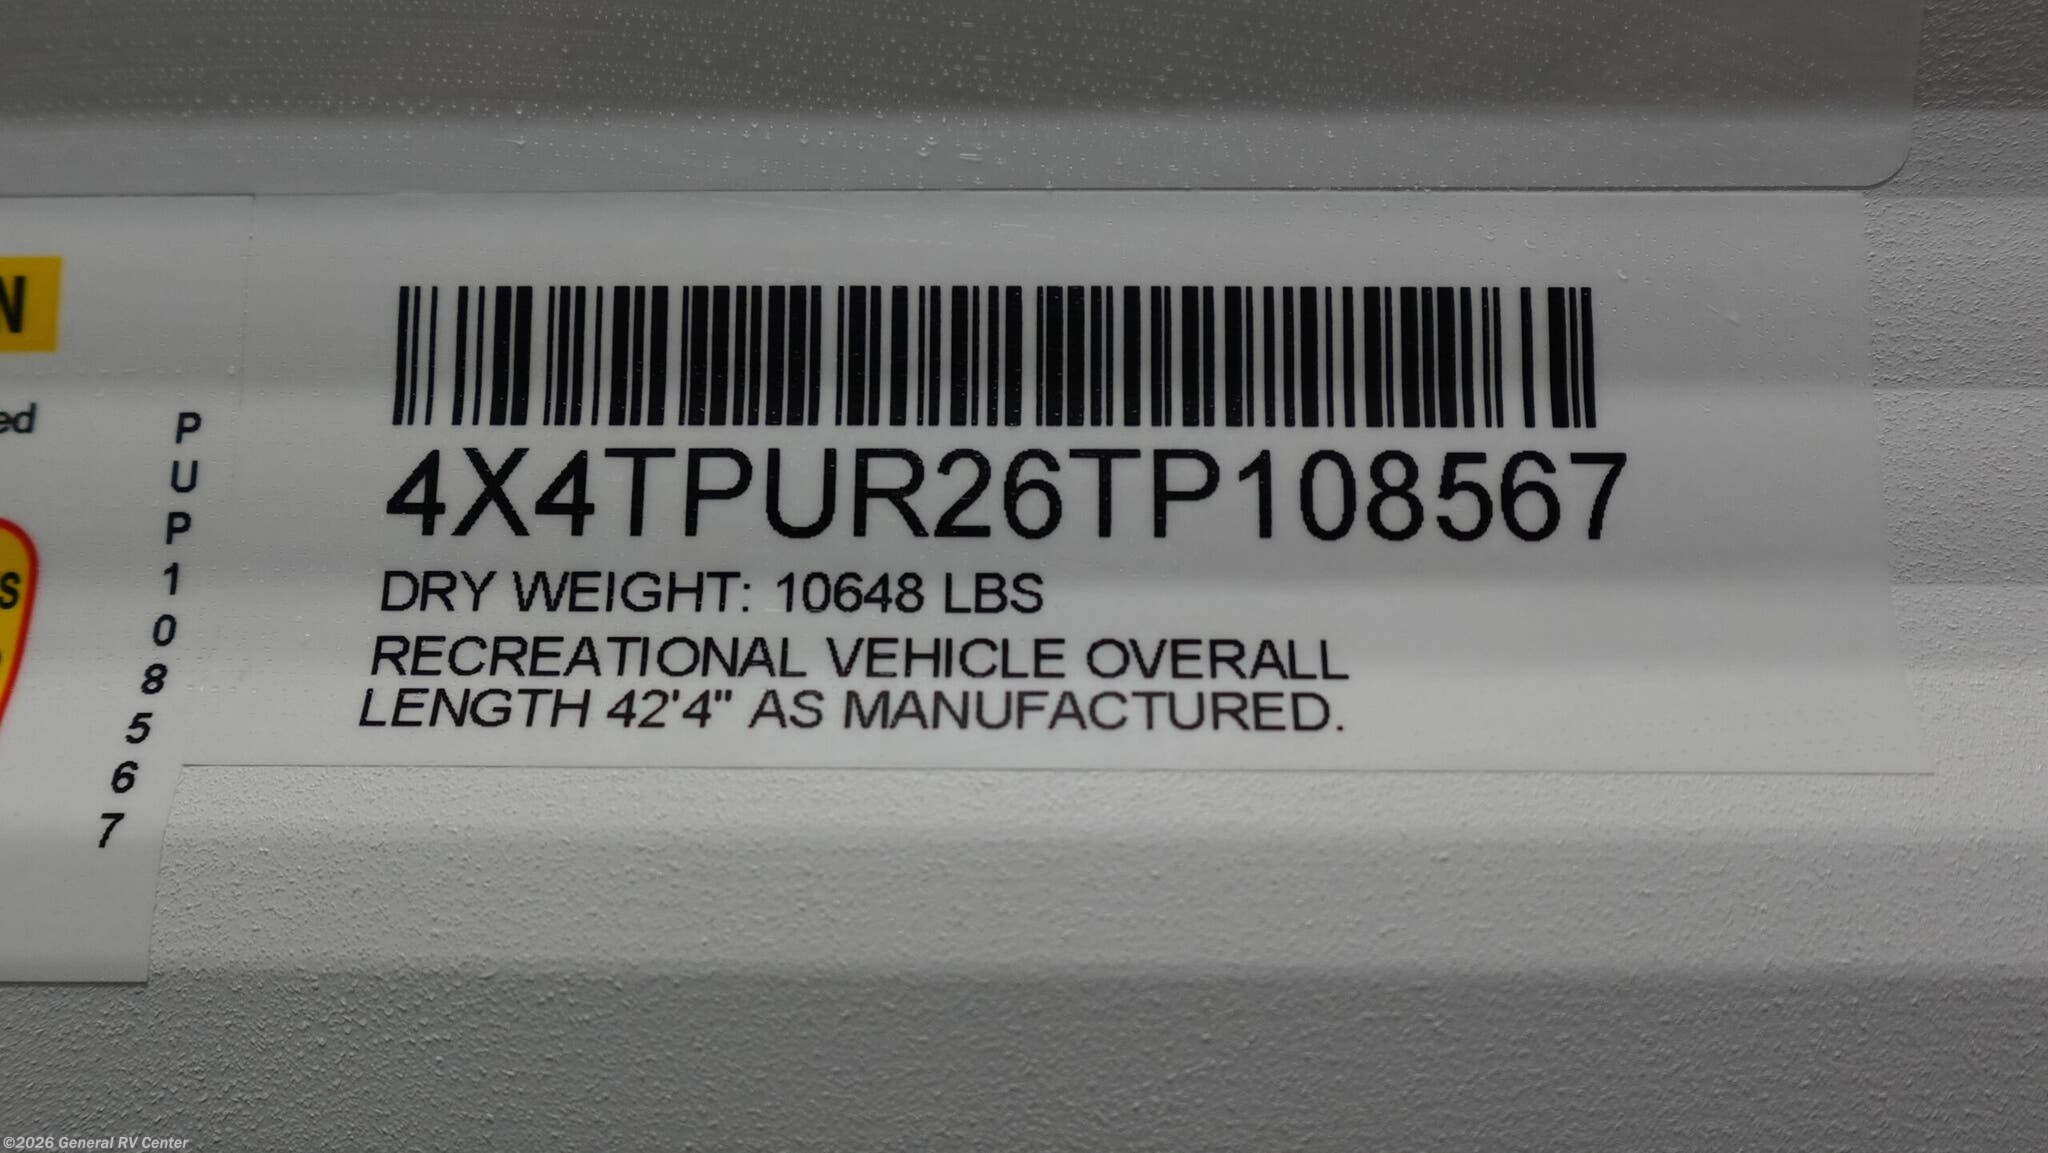 N
ed
S
P
U
P
1
0
8
5
6
7
4X4TPUR26TP108567
DRY WEIGHT: 10648 LBS
RECREATIONAL VEHICLE OVERALL
LENGTH 42'4" AS MANUFACTURED.
©2026 General RV Center